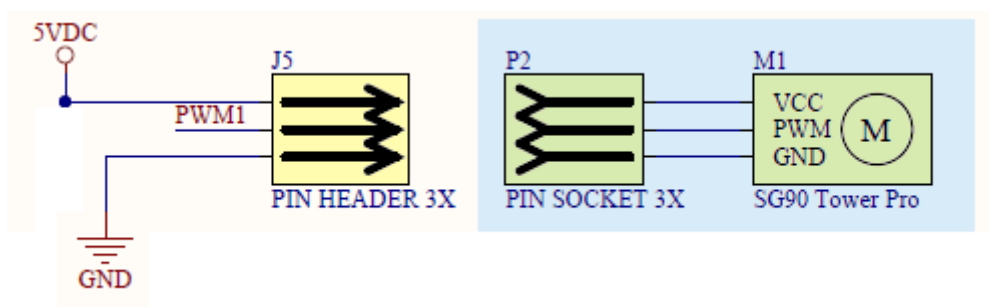 5VDC
J5
PWM1
PIN HEADER 3X
GND
P2
PIN SOCKET 3X
M1
VCC
PWM
GND
M
SG90 Tower Pro